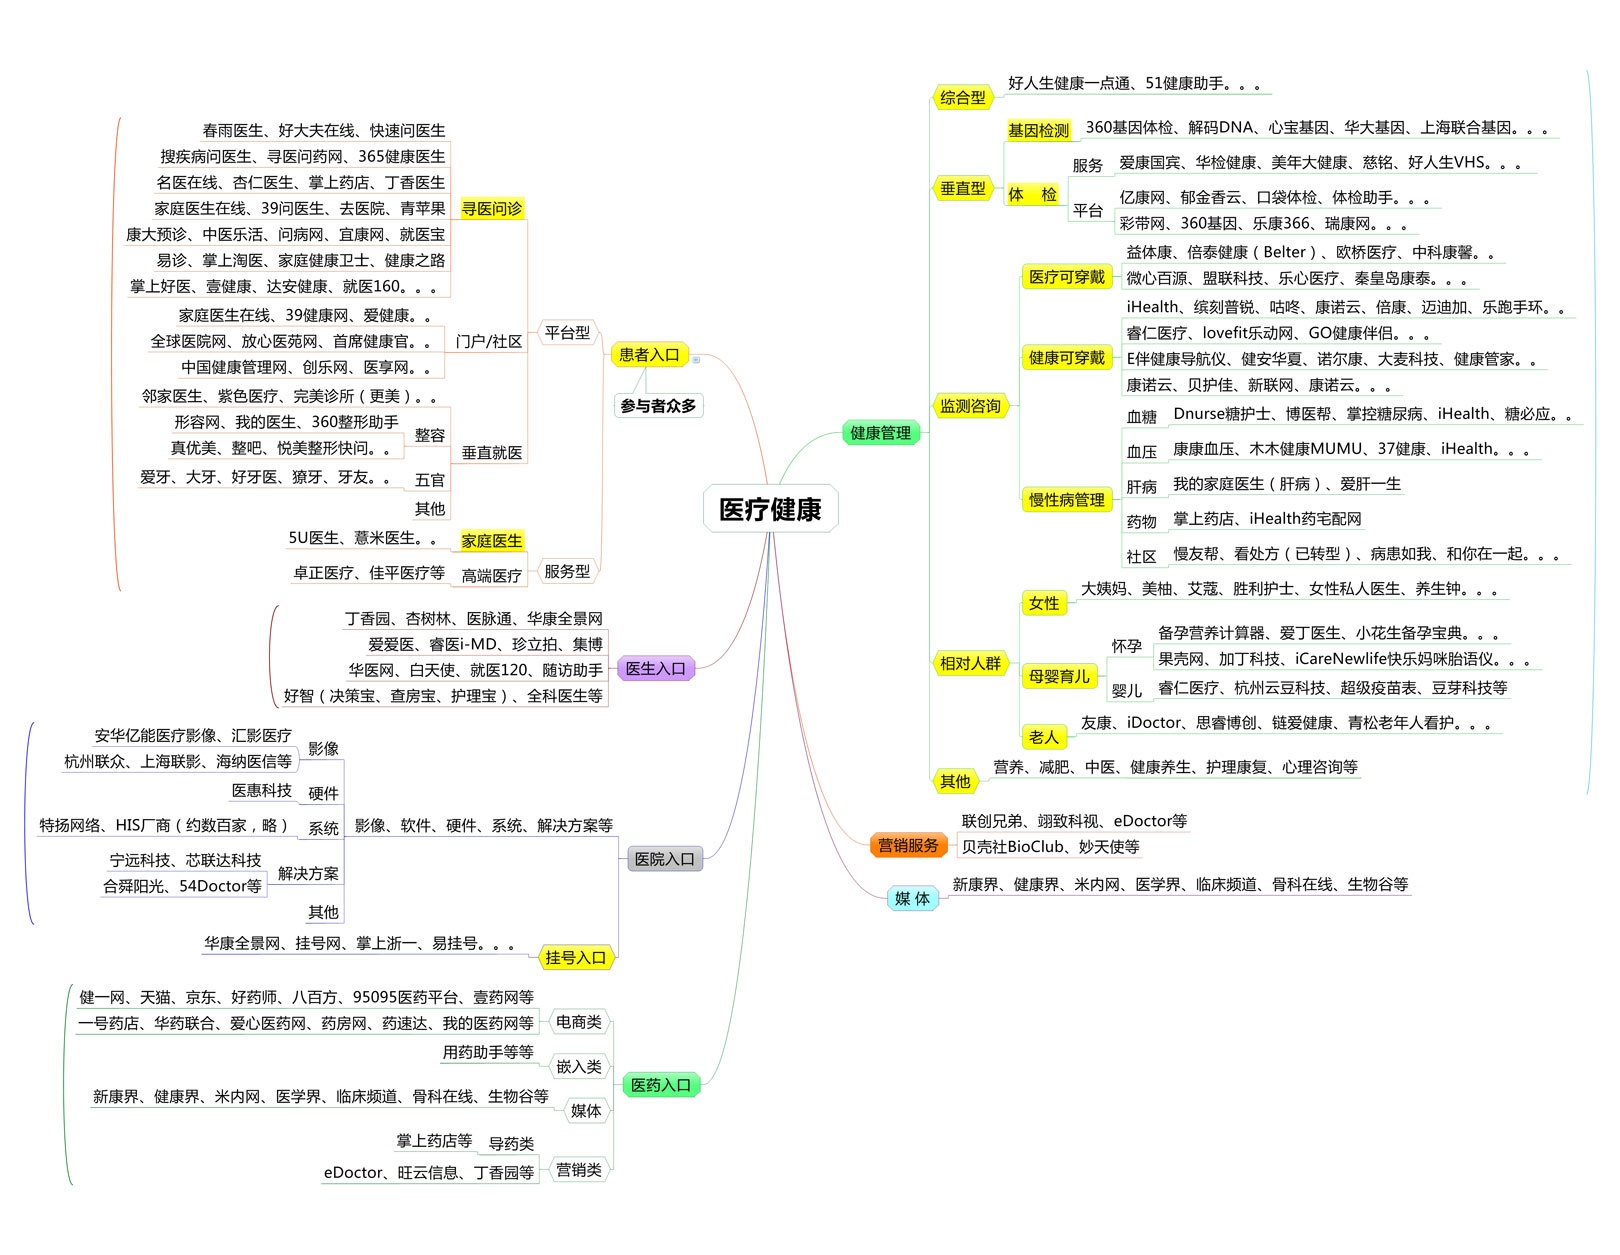 医疗健康
患者入口
参与者众多
平台型
寻医问诊
春雨医生、好大夫在线、快速问医生
搜疾病问医生、寻医问药网、365健康医生
名医在线、杏仁医生、掌上药店、丁香医生
家庭医生在线、39问医生、去医院、青苹果
康大预诊、中医乐活、问病网、宜康网、就医宝
易诊、掌上淘医、家庭健康卫士、健康之路
掌上好医、壹健康、达安健康、就医160。。。
门户/社区
家庭医生在线、39健康网、爱健康。。
全球医院网、放心医苑网、首席健康官。。
中国健康管理网、创乐网、医享网。。
垂直就医
邻家医生、紫色医疗、完美诊所（更美）。。
整容
形容网、我的医生、360整形助手
真优美、整吧、悦美整形快问。。
五官
爱牙、大牙、好牙医、獠牙、牙友。。
其他
服务型
家庭医生
5U医生、薏米医生。。
高端医疗
卓正医疗、佳平医疗等
医生入口
丁香园、杏树林、医脉通、华康全景网
爱爱医、睿医i-MD、珍立拍、集博
华医网、白天使、就医120、随访助手
好智（决策宝、查房宝、护理宝）、全科医生等
医院入口
影像、软件、硬件、系统、解决方案等
影像
安华亿能医疗影像、汇影医疗
杭州联众、上海联影、海纳医信等
硬件
医惠科技
系统
特扬网络、HIS厂商（约数百家，略）
解决方案
宁远科技、芯联达科技
合舜阳光、54Doctor等
其他
挂号入口
华康全景网、挂号网、掌上浙一、易挂号。。。
医药入口
电商类
健一网、天猫、京东、好药师、八百方、95095医药平台、壹药网等
一号药店、华药联合、爱心医药网、药房网、药速达、我的医药网等
嵌入类
用药助手等等
媒体
新康界、健康界、米内网、医学界、临床频道、骨科在线、生物谷等
营销类
导药类
掌上药店等
eDoctor、旺云信息、丁香园等
健康管理
综合型
好人生健康一点通、51健康助手。。。
垂直型
基因检测
360基因体检、解码DNA、心宝基因、华大基因、上海联合基因。。。
体 检
服务
爱康国宾、华检健康、美年大健康、慈铭、好人生VHS。。。
平台
亿康网、郁金香云、口袋体检、体检助手。。。
彩带网、360基因、乐康366、瑞康网。。。
监测咨询
医疗可穿戴
益体康、倍泰健康（Belter）、欧桥医疗、中科康馨。。
微心百源、盟联科技、乐心医疗、秦皇岛康泰。。。
健康可穿戴
iHealth、缤刻普锐、咕咚、康诺云、倍康、迈迪加、乐跑手环。。
睿仁医疗、lovefit乐动网、GO健康伴侣。。。
E伴健康导航仪、健安华夏、诺尔康、大麦科技、健康管家。。
康诺云、贝护佳、新联网、康诺云。。。
慢性病管理
血糖
Dnurse糖护士、博医帮、掌控糖尿病、iHealth、糖必应。。
血压
康康血压、木木健康MUMU、37健康、iHealth。。。
肝病
我的家庭医生（肝病）、爱肝一生
药物
掌上药店、iHealth药宅配网
社区
慢友帮、看处方（已转型）、病患如我、和你在一起。。。
相对人群
女性
大姨妈、美柚、艾蔻、胜利护士、女性私人医生、养生钟。。。
母婴育儿
怀孕
备孕营养计算器、爱丁医生、小花生备孕宝典。。。
果壳网、加丁科技、iCareNewlife快乐妈咪胎语仪。。。
婴儿
睿仁医疗、杭州云豆科技、超级疫苗表、豆芽科技等
老人
友康、iDoctor、思睿博创、链爱健康、青松老年人看护。。。
其他
营养、减肥、中医、健康养生、护理康复、心理咨询等
营销服务
联创兄弟、翊致科视、eDoctor等
贝壳社BioClub、妙天使等
媒 体
新康界、健康界、米内网、医学界、临床频道、骨科在线、生物谷等